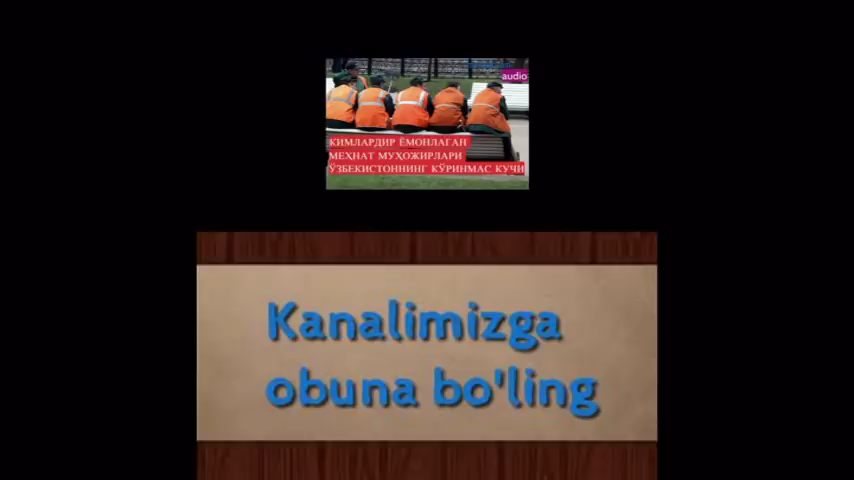 audio
КИМЛАРДИР ЁМОНЛАГАН
МЕҲНАТ МУҲОЖИРЛАРИ
ЎЗБЕКИСТОННИНГ КЎРИНМАС КУЧИ
Kanalimizga
obuna bo'ling